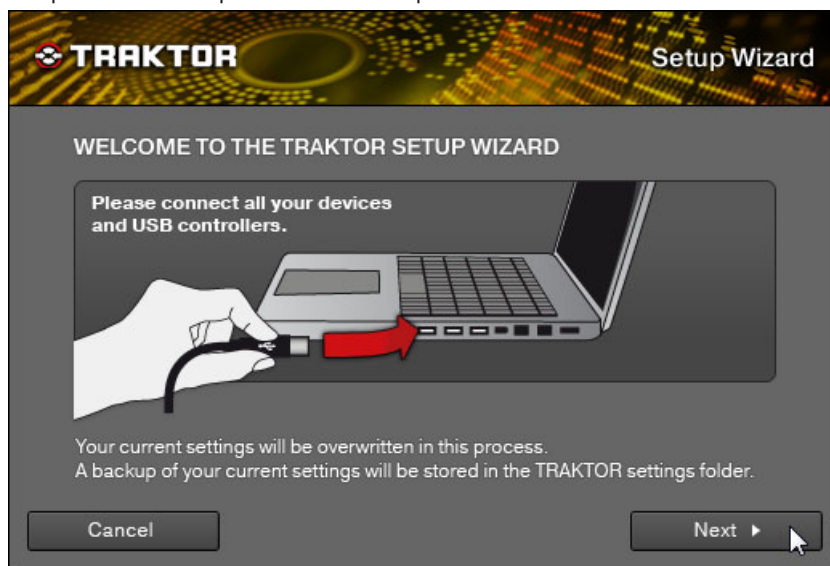 TRAKTOR
Setup Wizard
WELCOME TO THE TRAKTOR SETUP WIZARD
Please connect all your devices
and USB controllers.
Your current settings will be overwritten in this process.
A backup of your current settings will be stored in the TRAKTOR settings folder.
Cancel
Next